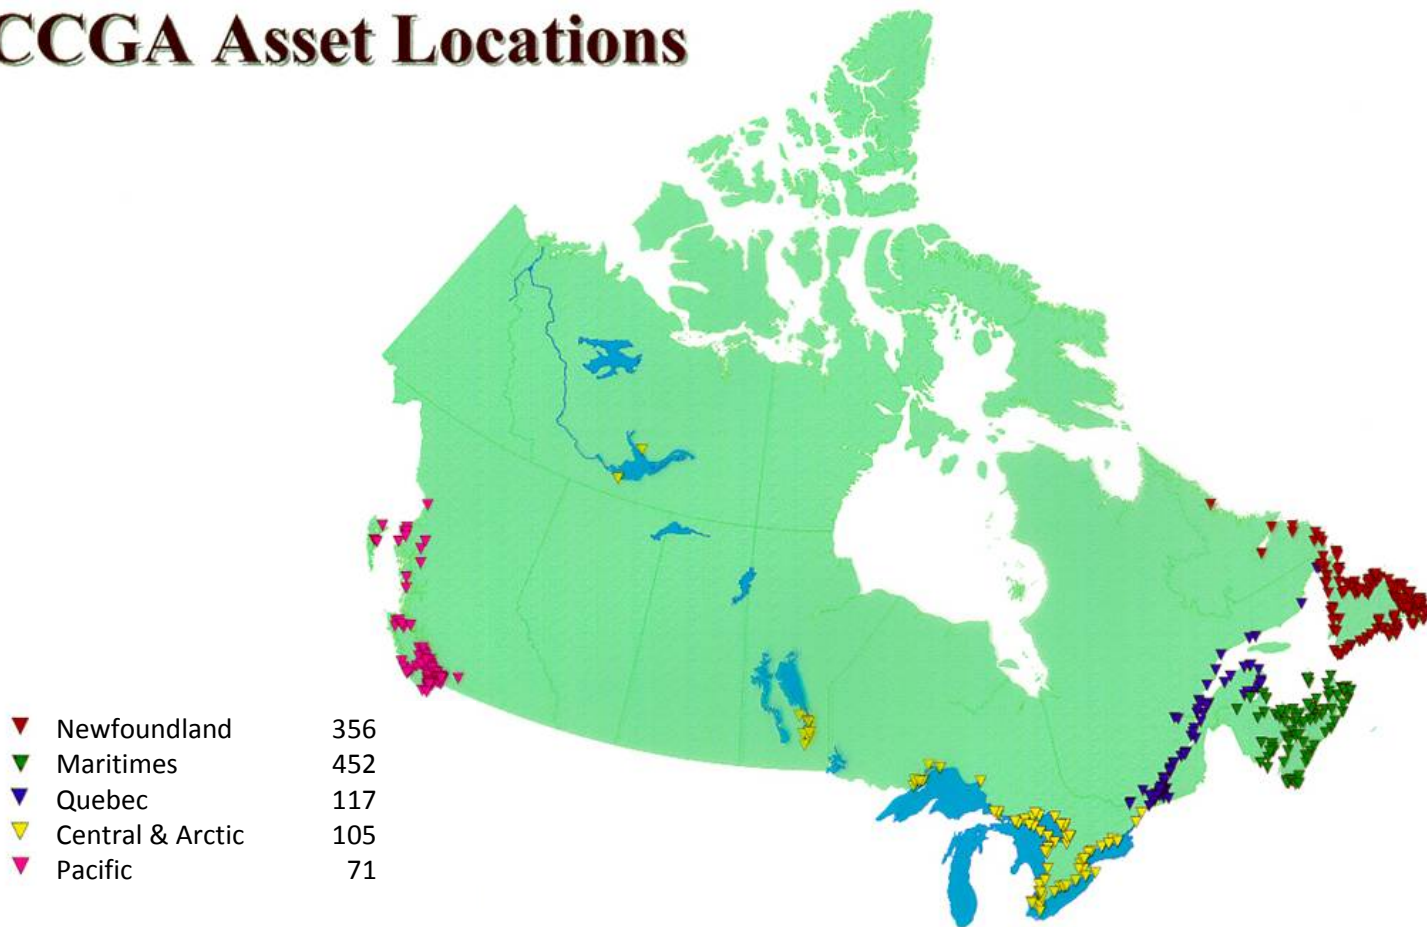 CCGA Asset Locations
Newfoundland 356
Maritimes 452
Quebec 117
Central & Arctic 105
Pacific 71